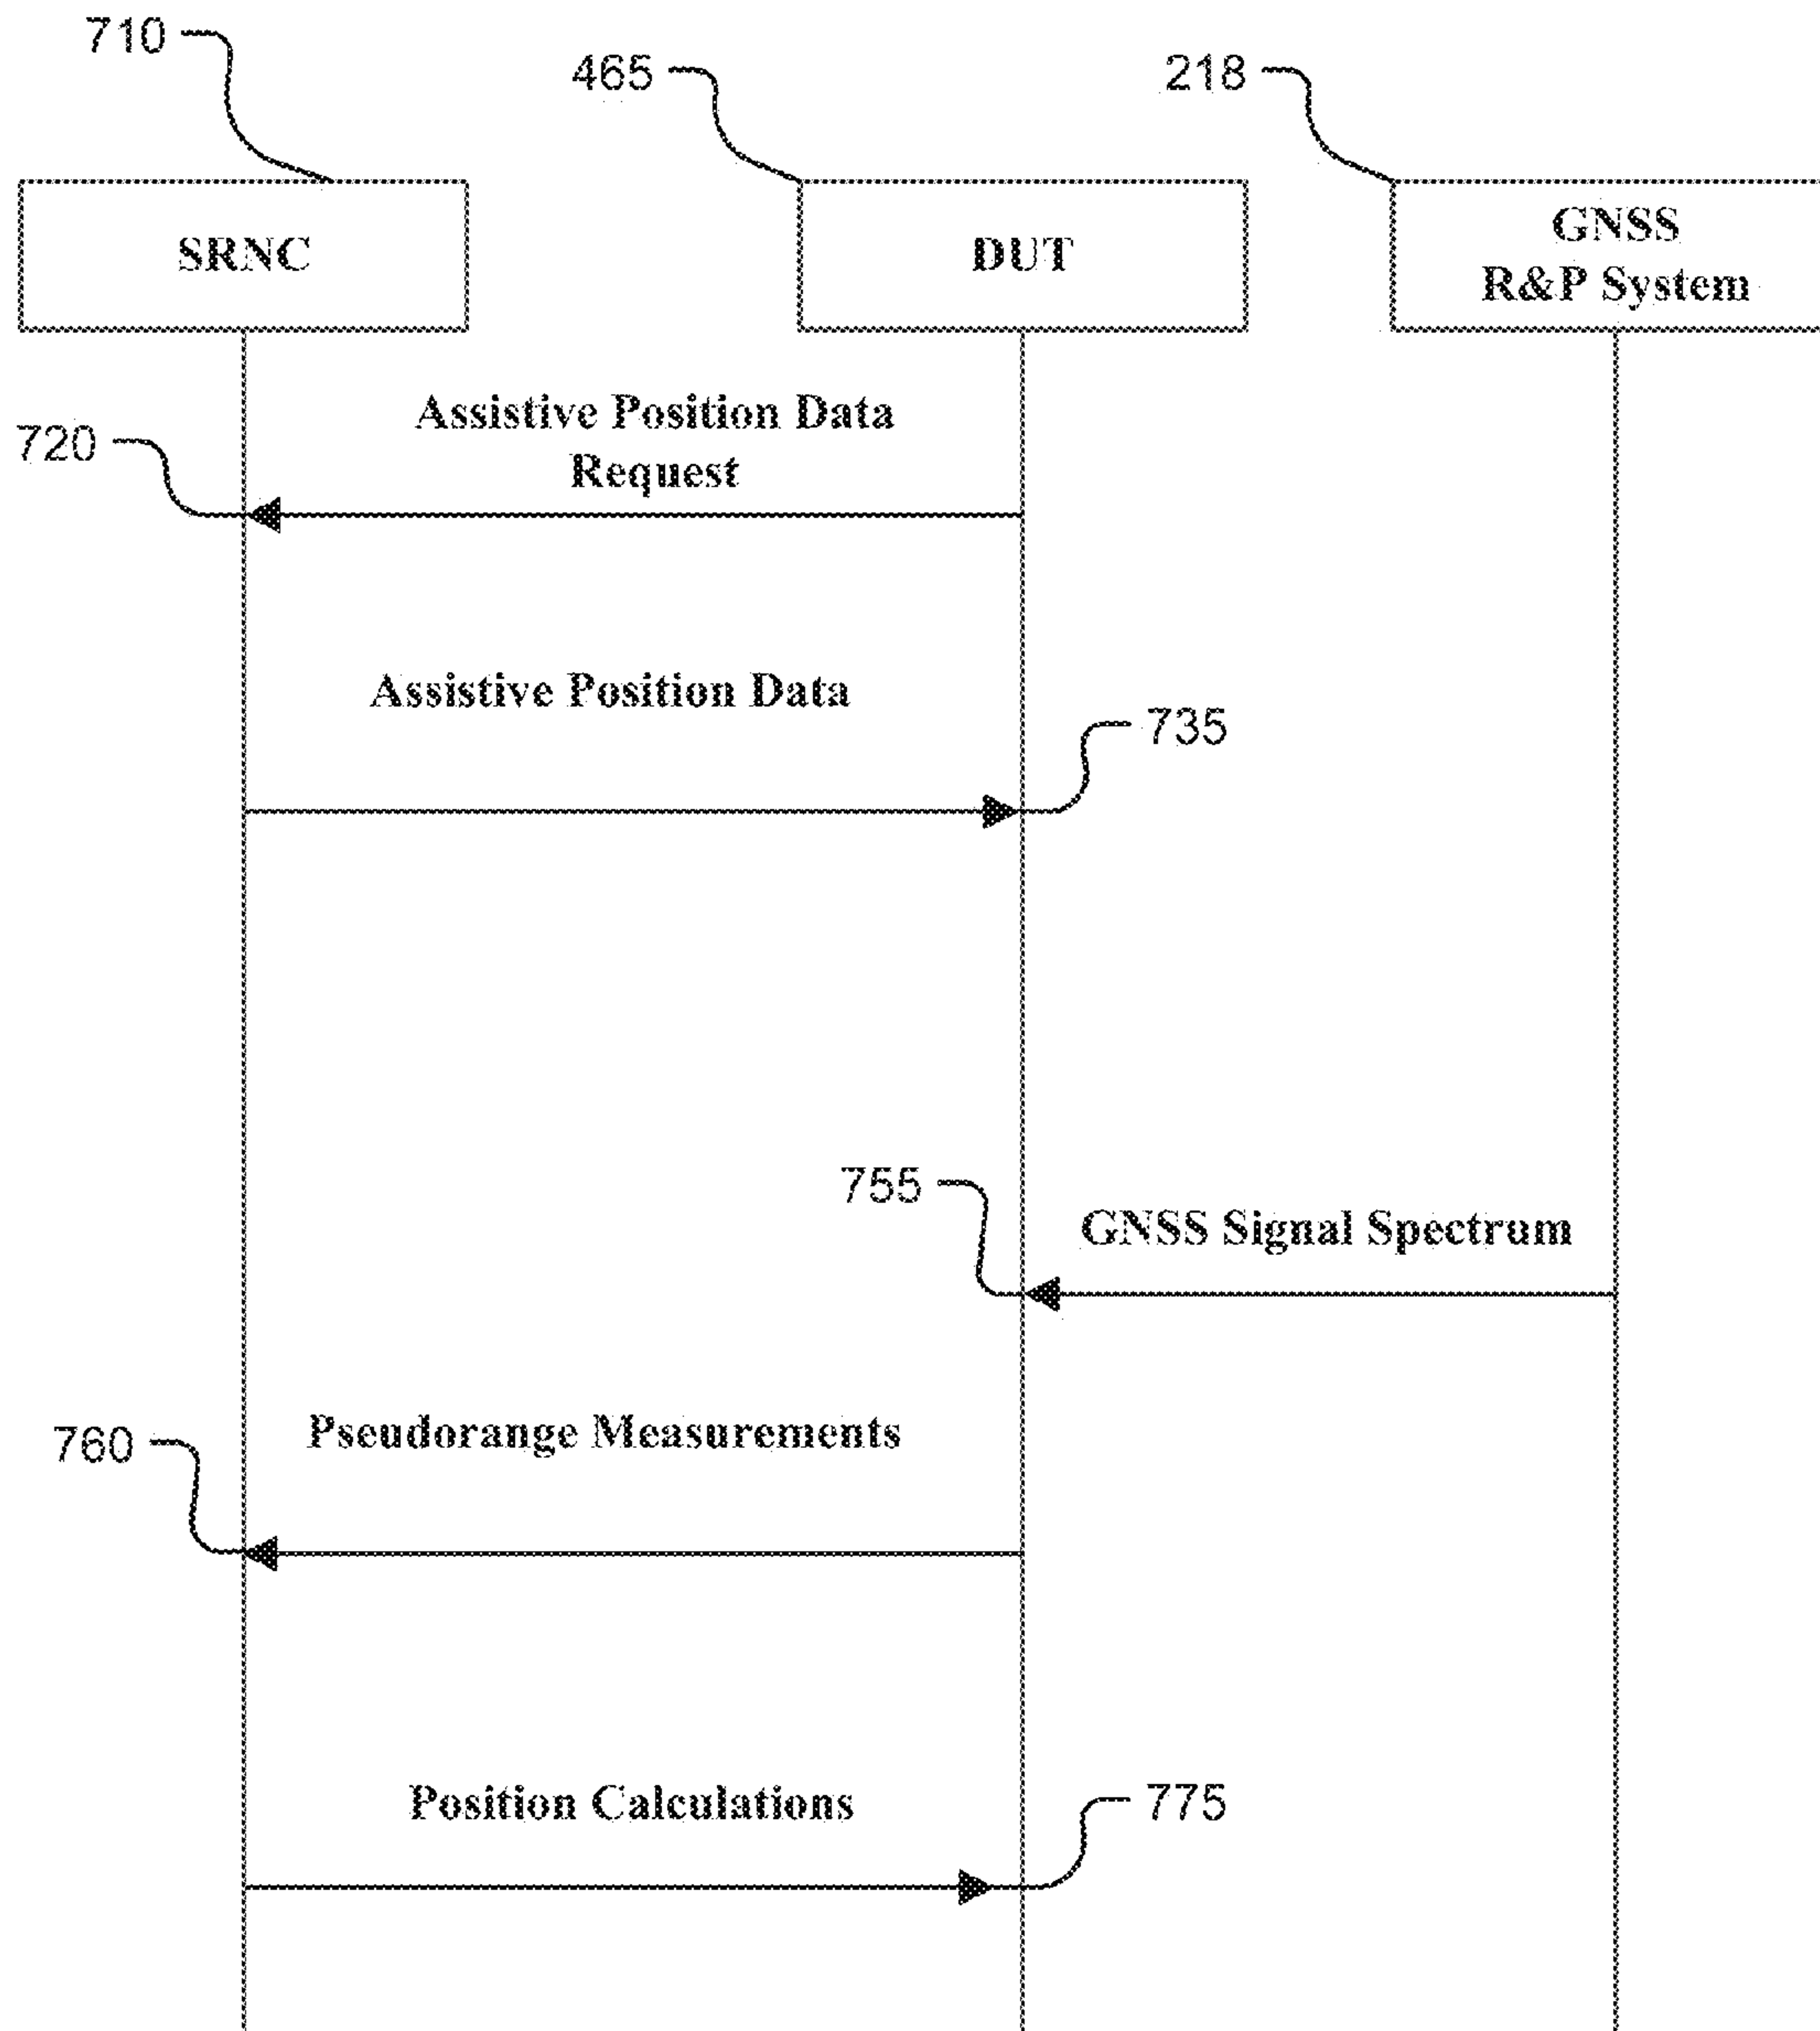 710
465
218
SRNC
DUT
GNSS
R&P System
Assistive Position Data
Request
720
Assistive Position Data
735
755
GNSS Signal Spectrum
760
Pseudorange Measurements
Position Calculations
775